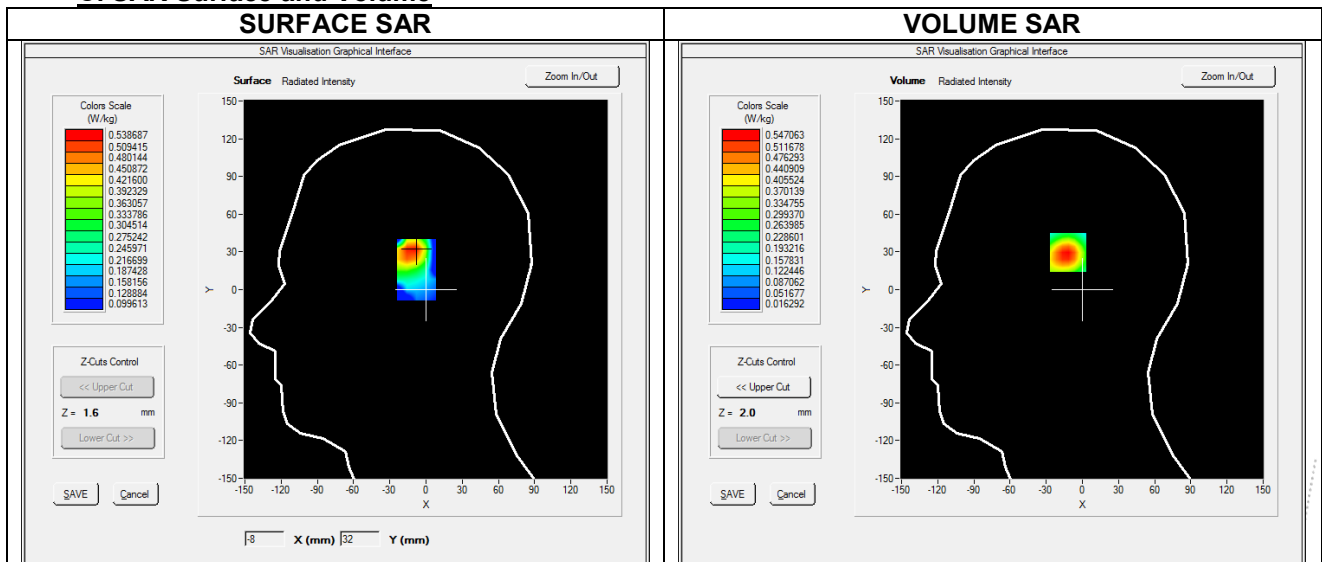 SURFACE SAR
SAR Visualisation Graphical Interface
Surface Radiated Intensity
Zoom In/Out
Colors Scale
(W/kg)
0.538687
0.509415
0.480144
0.450872
0.421600
0.392329
0.363057
0.333786
0.304514
0.275242
0.245971
0.216699
0.187428
0.158156
0.128884
0.099613
Z-Cuts Control
<< Upper Cut
Z = 1.6 mm
Lower Cut >>
SAVE Cancel
150
120
90
60
30
0
-30
-60
-90
-120
-150
Y
-150 -120 -90 -60 -30 0 30 60 90 120 150
X
-8 X (mm) 32 Y (mm)
VOLUME SAR
SAR Visualisation Graphical Interface
Volume Radiated Intensity
Zoom In/Out
Colors Scale
(W/kg)
0.547063
0.511678
0.476293
0.440909
0.405524
0.370139
0.334755
0.299370
0.263985
0.228601
0.193216
0.157831
0.122446
0.087062
0.051677
0.016292
Z-Cuts Control
<< Upper Cut
Z = 2.0 mm
Lower Cut >>
SAVE Cancel
150
120
90
60
30
0
-30
-60
-90
-120
-150
Y
-150 -120 -90 -60 -30 0 30 60 90 120 150
X